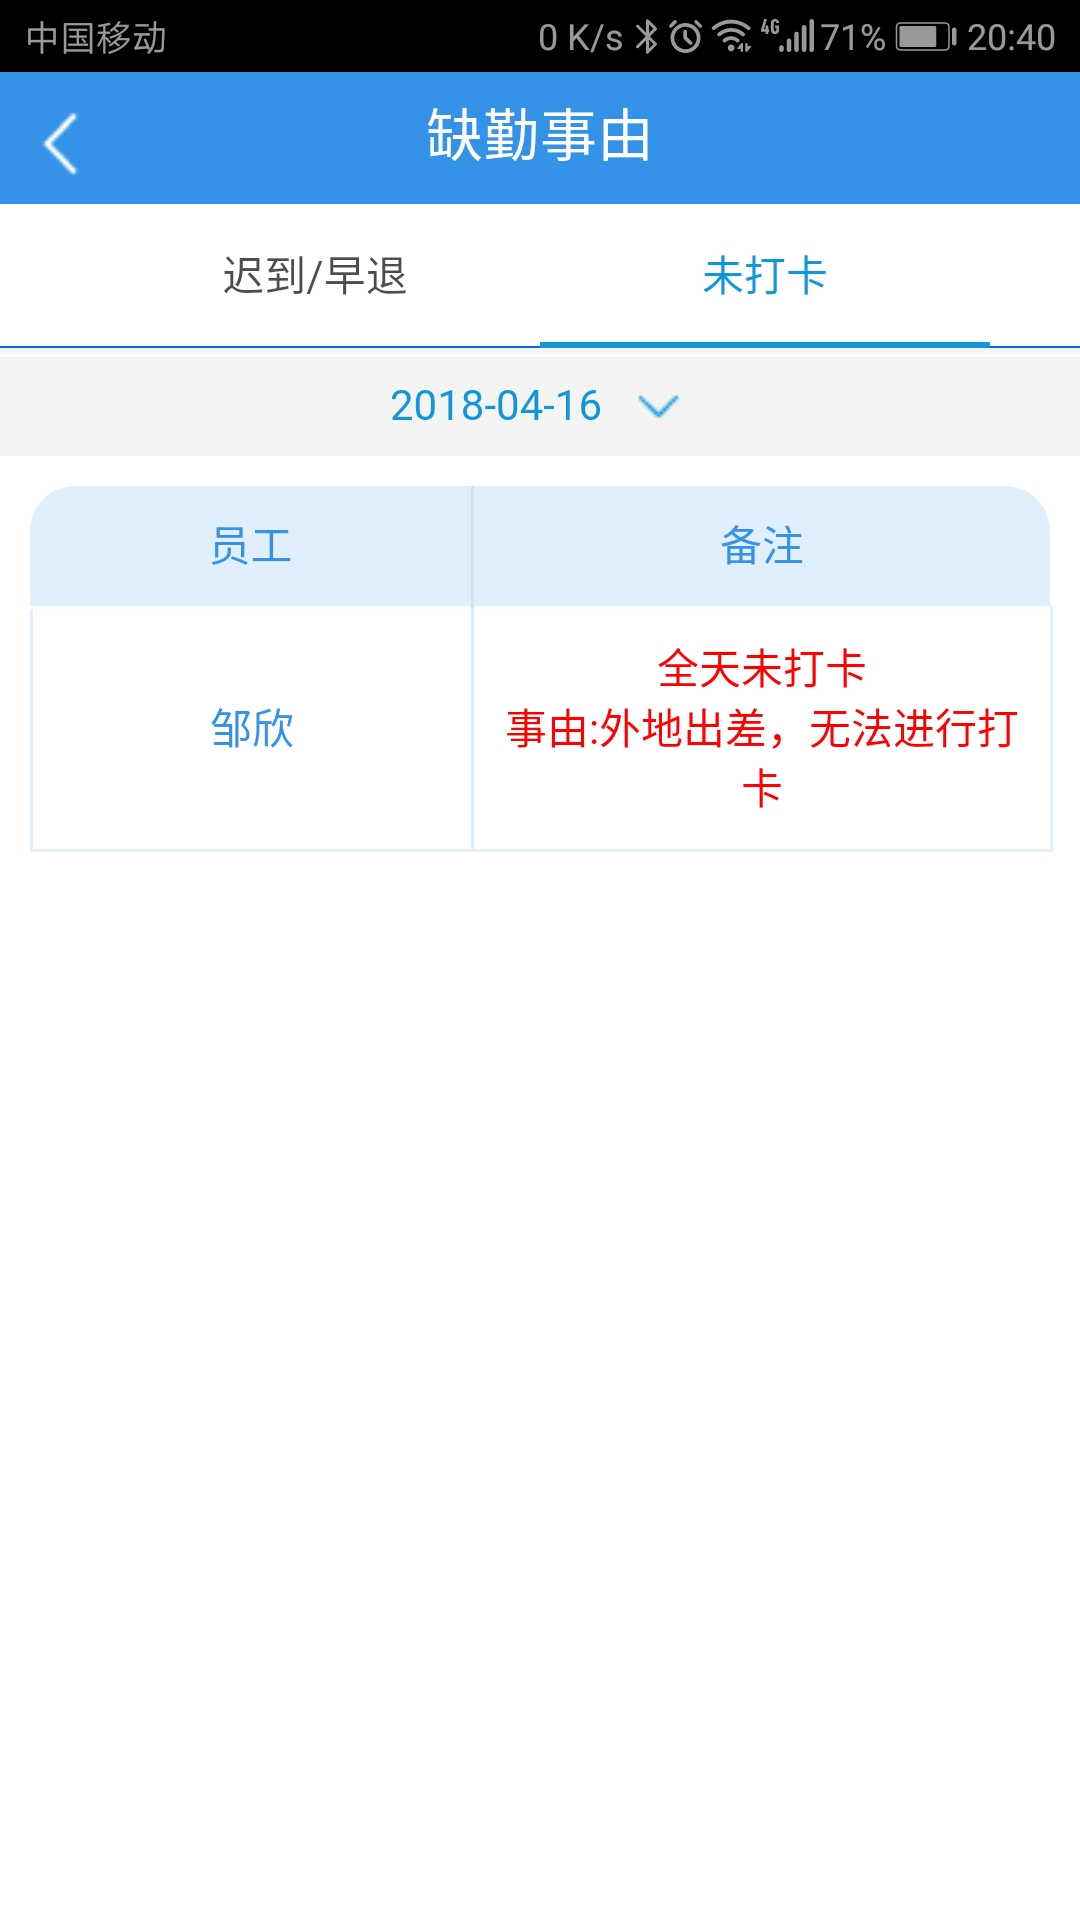 中国移动 0 K/s 4G 71% 20:40
缺勤事由
迟到/早退 未打卡
2018-04-16
员工 备注
全天未打卡
邹欣 事由:外地出差，无法进行打
卡